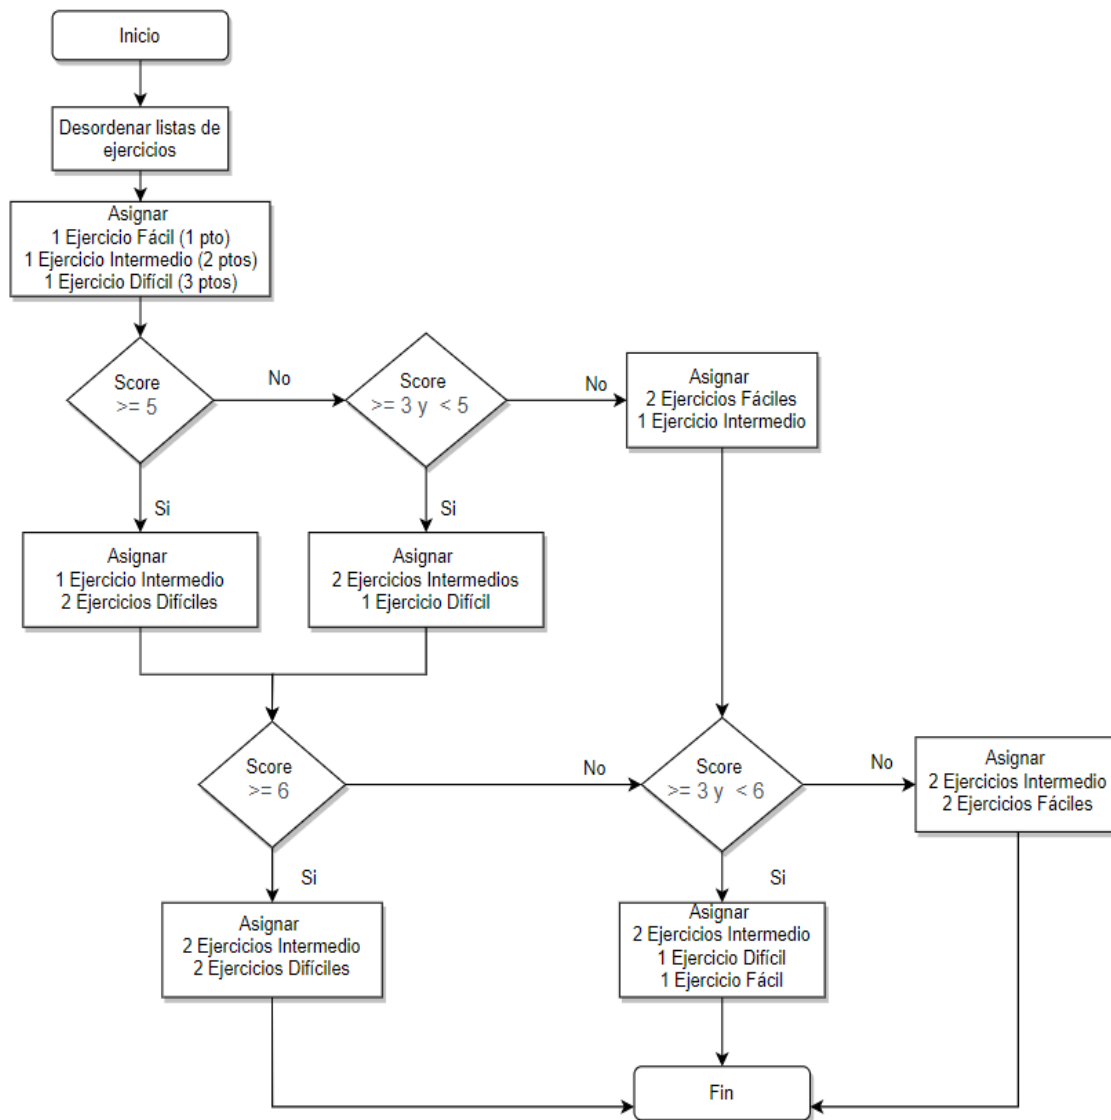 Inicio
Desordenar listas de
ejercicios
Asignar
1 Ejercicio Fácil (1 pto)
1 Ejercicio Intermedio (2 ptos)
1 Ejercicio Difícil (3 ptos)
Score
>= 5
No
Score
>= 3 y < 5
No
Asignar
2 Ejercicios Fáciles
1 Ejercicio Intermedio
Si
Si
Asignar
1 Ejercicio Intermedio
2 Ejercicios Difíciles
Asignar
2 Ejercicios Intermedios
1 Ejercicio Difícil
Score
>= 6
No
Score
>= 3 y < 6
No
Asignar
2 Ejercicios Intermedio
2 Ejercicios Fáciles
Si
Si
Asignar
2 Ejercicios Intermedio
2 Ejercicios Difíciles
Asignar
2 Ejercicios Intermedio
1 Ejercicio Difícil
1 Ejercicio Fácil
Fin